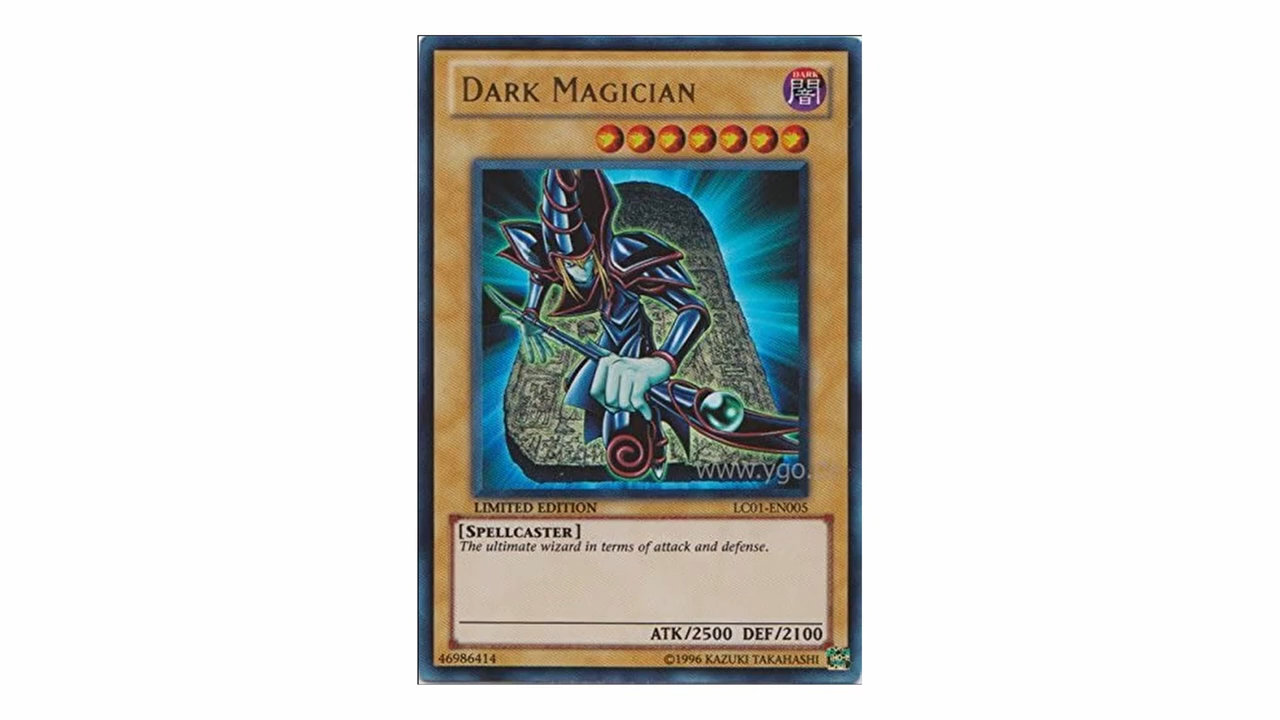 DARK MAGICIAN
DARK
闇
www.ygo.
LIMITED EDITION LC01-EN005
[SPELLCASTER]
The ultimate wizard in terms of attack and defense.
ATK/2500 DEF/2100
46986414 ©1996 KAZUKI TAKAHASHI